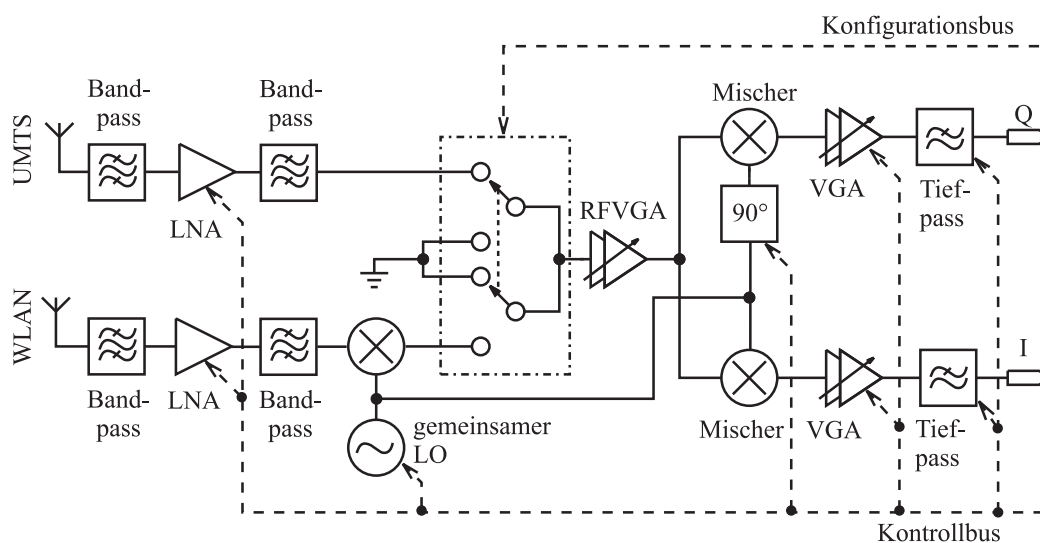 Konfigurationsbus
Band-
pass
Band-
pass
Mischer
UMTS
LNA
VGA
Tief-
pass
Q
RFVGA
90°
WLAN
Band-
pass
LNA
Band-
pass
gemeinsamer
LO
Mischer
VGA
Tief-
pass
I
Kontrollbus